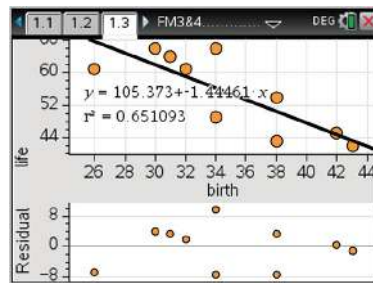 1.1 1.2 1.3 FM3&4.............. DEG
60
y = 105.373+-1.44461·x
52
r² = 0.651093
44
life
26 28 30 32 34 36 38 40 42 44
birth
8
Residual
0
-8